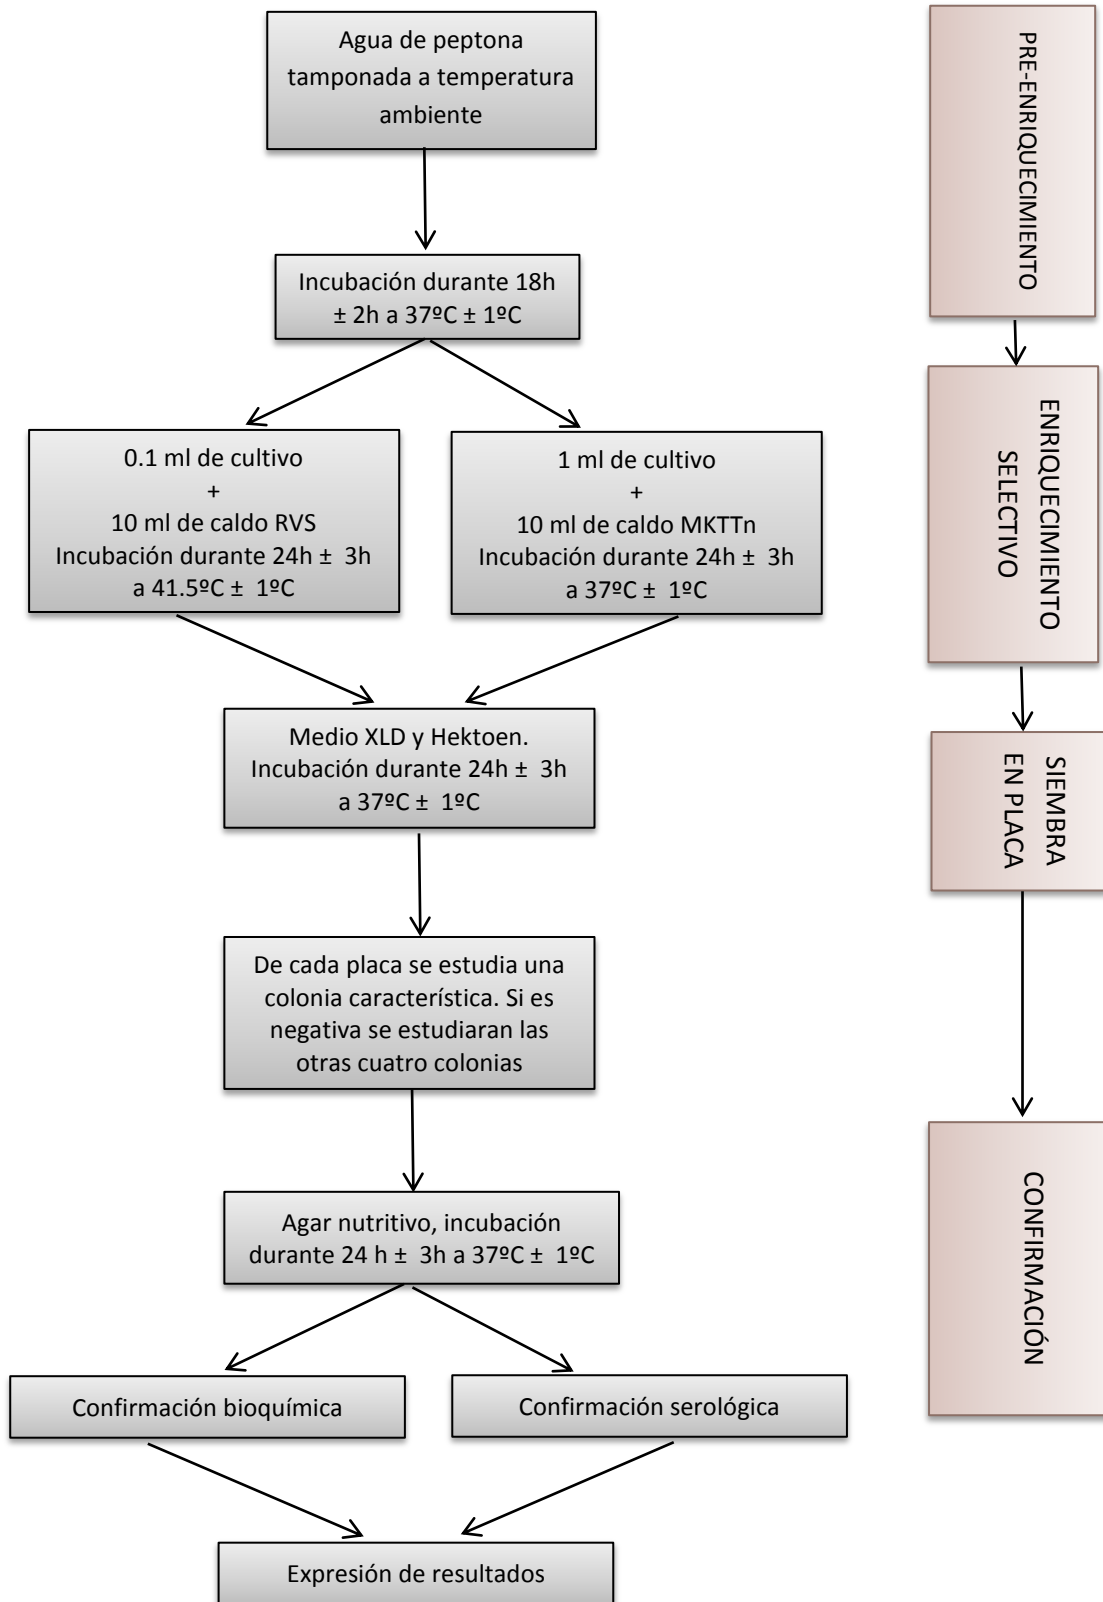 Agua de peptona
tamponada a temperatura
ambiente
Incubación durante 18h
± 2h a 37ºC ± 1ºC
0.1 ml de cultivo
+
10 ml de caldo RVS
Incubación durante 24h ± 3h
a 41.5ºC ± 1ºC
1 ml de cultivo
+
10 ml de caldo MKTTn
Incubación durante 24h ± 3h
a 37ºC ± 1ºC
Medio XLD y Hektoen.
Incubación durante 24h ± 3h
a 37ºC ± 1ºC
De cada placa se estudia una
colonia característica. Si es
negativa se estudiaran las
otras cuatro colonias
Agar nutritivo, incubación
durante 24 h ± 3h a 37ºC ± 1ºC
Confirmación bioquímica
Confirmación serológica
Expresión de resultados
PRE-ENRIQUECIMIENTO
ENRIQUECIMIENTO
SELECTIVO
SIEMBRA
EN PLACA
CONFIRMACIÓN